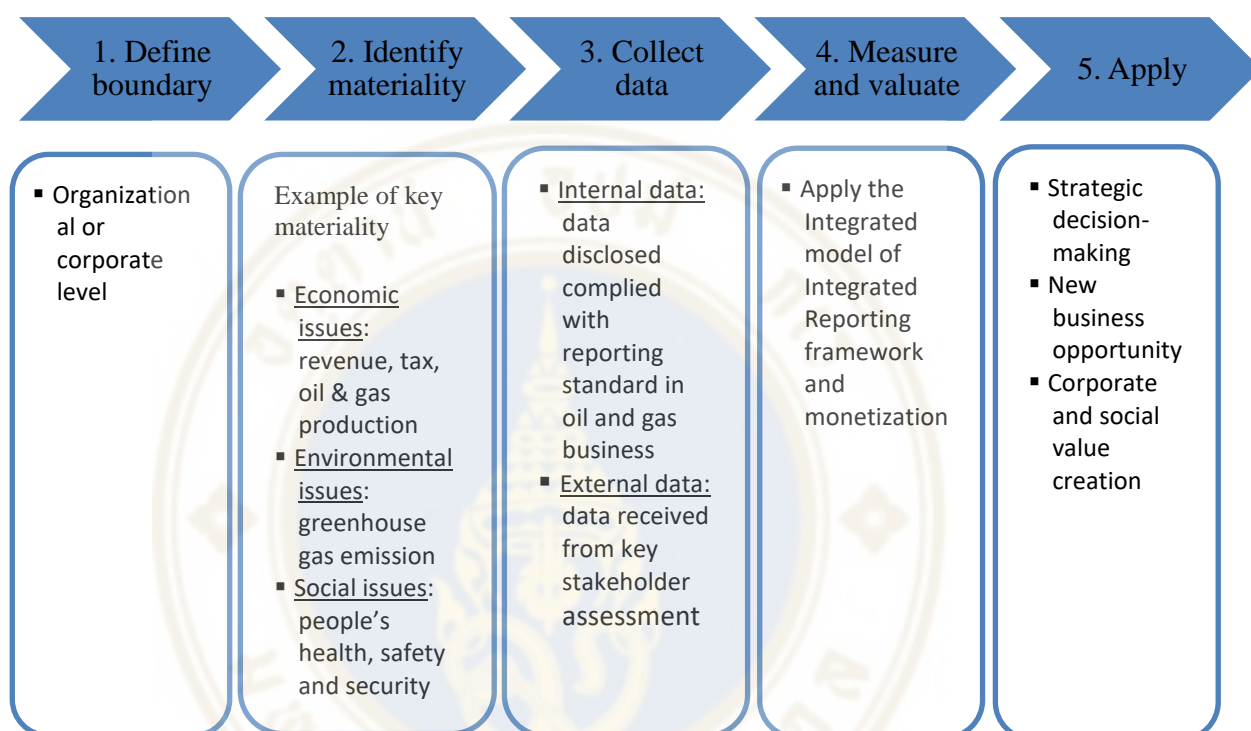 1. Define
boundary
2. Identify
materiality
3. Collect
data
4. Measure
and valuate
5. Apply
▪ Organization
al or
corporate
level
Example of key
materiality
▪ Economic
issues:
revenue, tax,
oil & gas
production
▪ Environmental
issues:
greenhouse
gas emission
▪ Social issues:
people’s
health, safety
and security
▪ Internal data:
data
disclosed
complied
with
reporting
standard in
oil and gas
business
▪ External data:
data received
from key
stakeholder
assessment
▪ Apply the
Integrated
model of
Integrated
Reporting
framework
and
monetization
▪ Strategic
decision-
making
▪ New
business
opportunity
▪ Corporate
and social
value
creation